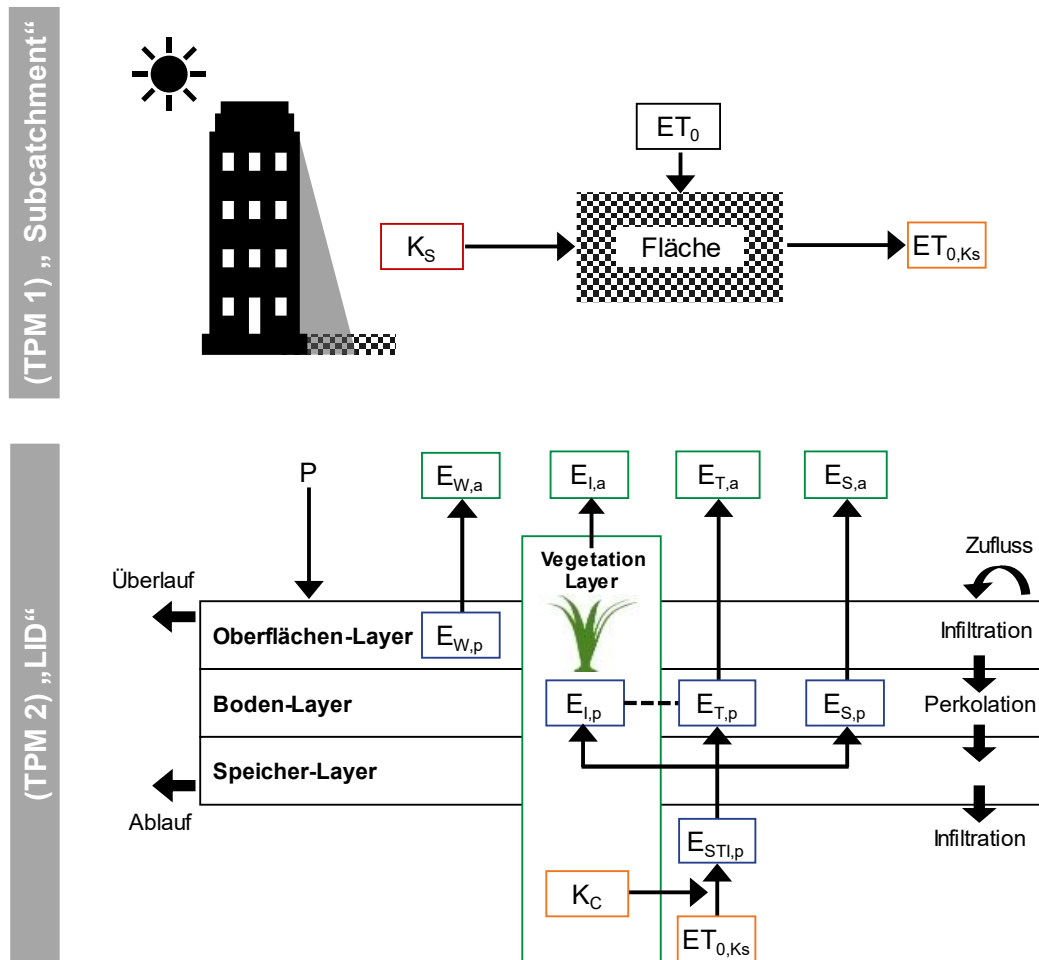 (TPM 1) „ Subcatchment“
ET0
KS
Fläche
ET0,Ks
(TPM 2) „LID“
P
EW,a
EI,a
ET,a
ES,a
Vegetation
Layer
Zufluss
Überlauf
Oberflächen-Layer
EW,p
Infiltration
Boden-Layer
EI,p
ET,p
ES,p
Perkolation
Speicher-Layer
Ablauf
ESTI,p
Infiltration
KC
ET0,Ks